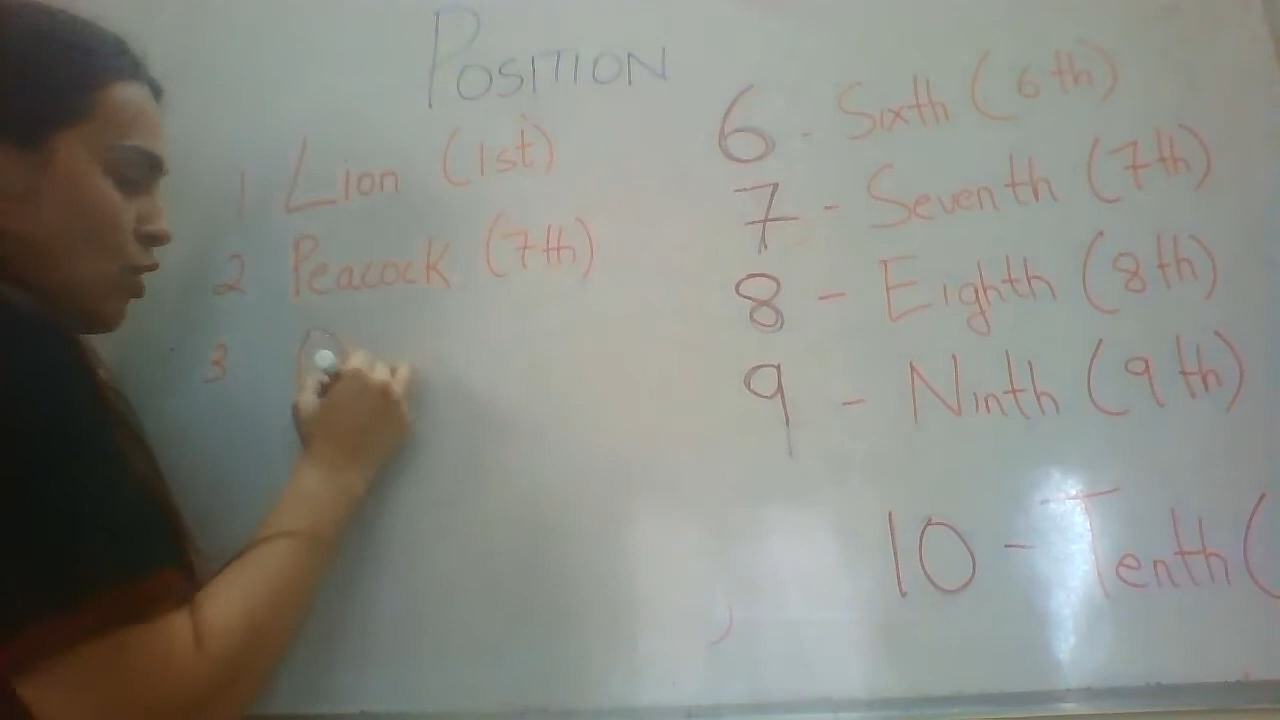 POSITION
1 Lion (1st)
2 Peacock (7th)
3
6 - Sixth (6th)
7 - Seventh (7th)
8 - Eighth (8th)
9 - Ninth (9th)
10 - Tenth (